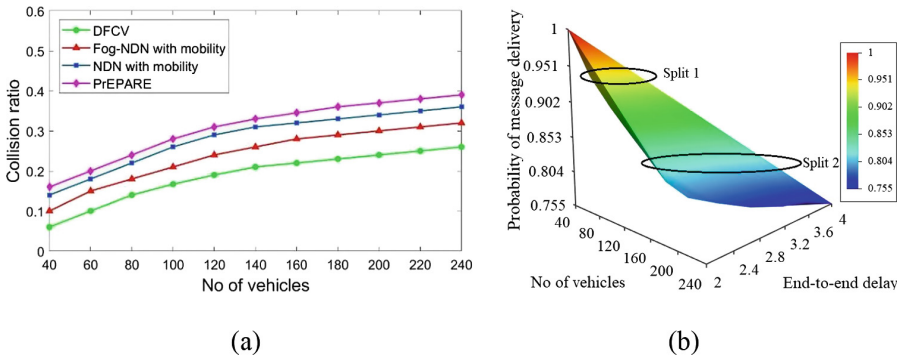 0.6
0.5
0.4
0.3
0.2
0.1
0
Collision ratio
DFCV
Fog-NDN with mobility
NDN with mobility
PrEPARE
40 60 80 100 120 140 160 180 200 220 240
No of vehicles
(a)
Probability of message delivery
1
0.951
0.902
0.853
0.804
0.755
Split 1
Split 2
40
80
120
160
200
240
No of vehicles
2
2.4
2.8
3.2
3.6
4
End-to-end delay
1
0.951
0.902
0.853
0.804
0.755
(b)